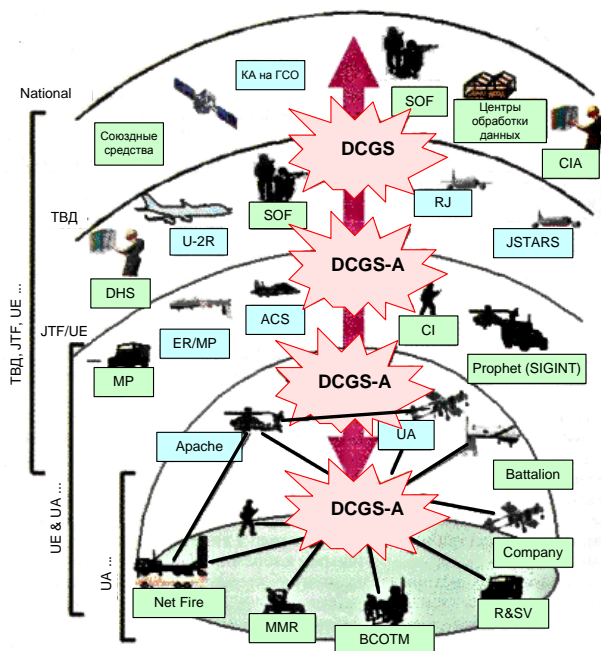 КА на ГСО
National
SOF
Центры
обработки
данных
Союздные
средства
DCGS
CIA
ТВД
SOF
RJ
U-2R
JSTARS
DCGS-A
DHS
ACS
CI
JTF/UE
ER/MP
Prophet (SIGINT)
MP
DCGS-A
ТВД, JTF, UE ...
Apache
UA
Battalion
DCGS-A
UE & UA ...
Company
UA ...
Net Fire
R&SV
MMR
BCOTM